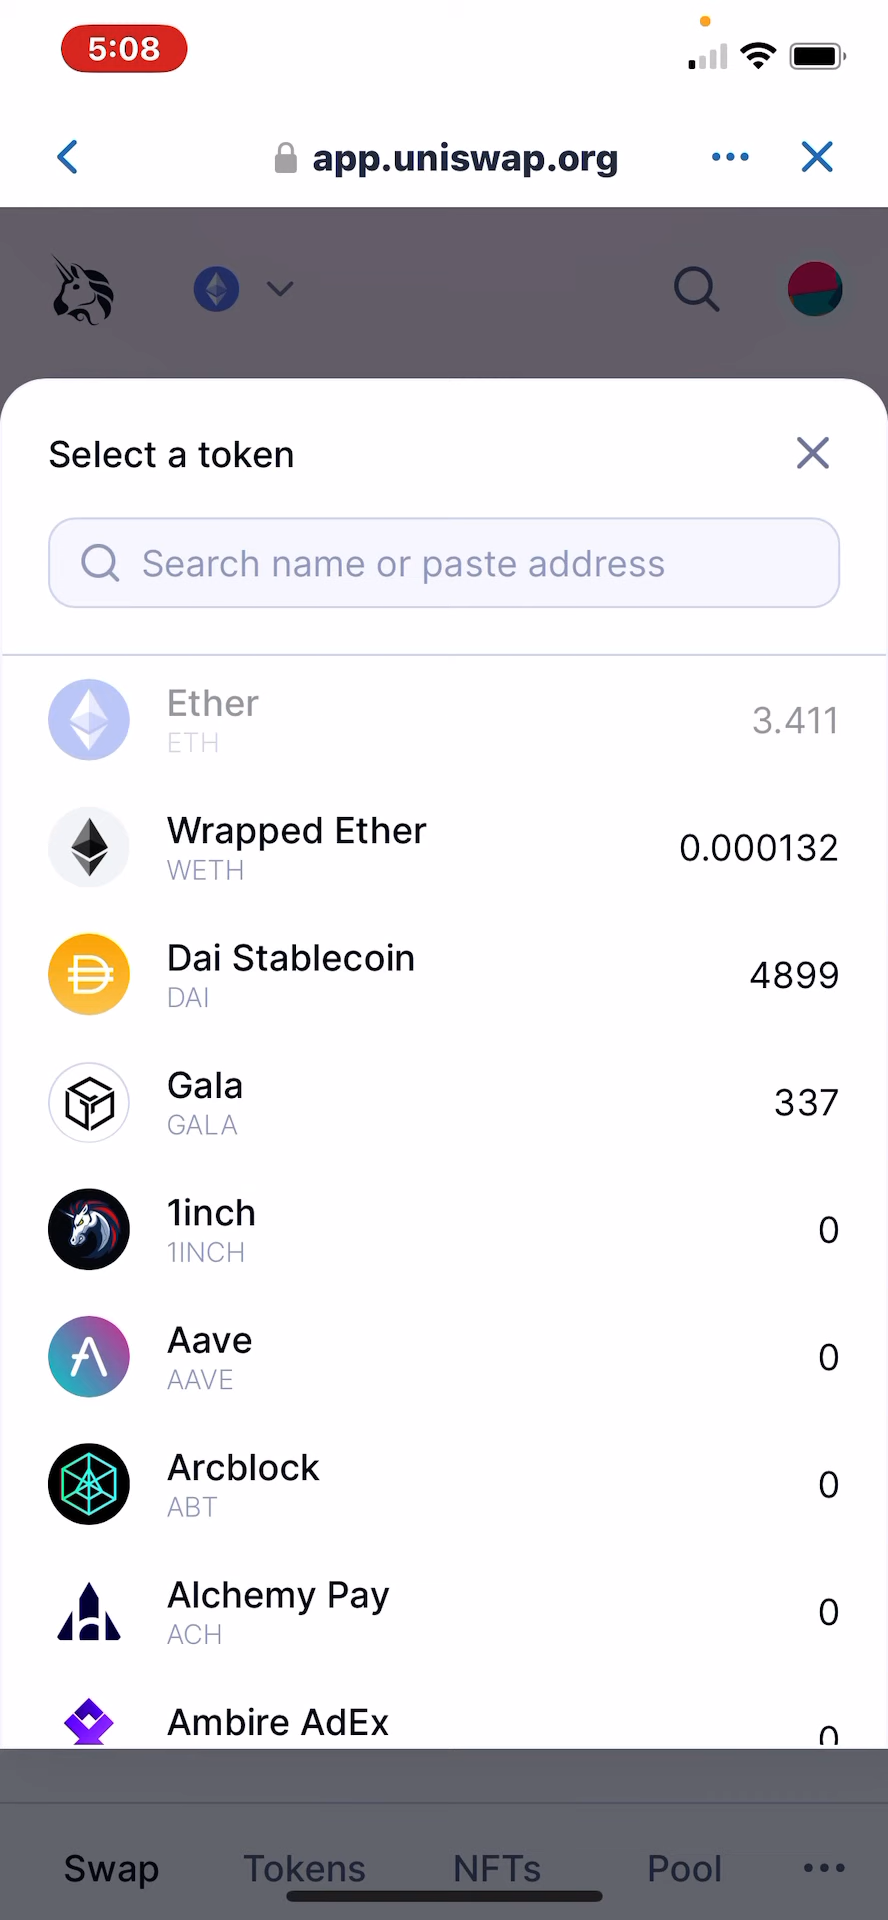 5:08
app.uniswap.org
Select a token
Search name or paste address
Ether
ETH
3.411
Wrapped Ether
WETH
0.000132
Dai Stablecoin
DAI
4899
Gala
GALA
337
1inch
1INCH
0
Aave
AAVE
0
Arcblock
ABT
0
Alchemy Pay
ACH
0
Ambire AdEx
0
Swap
Tokens
NFTs
Pool